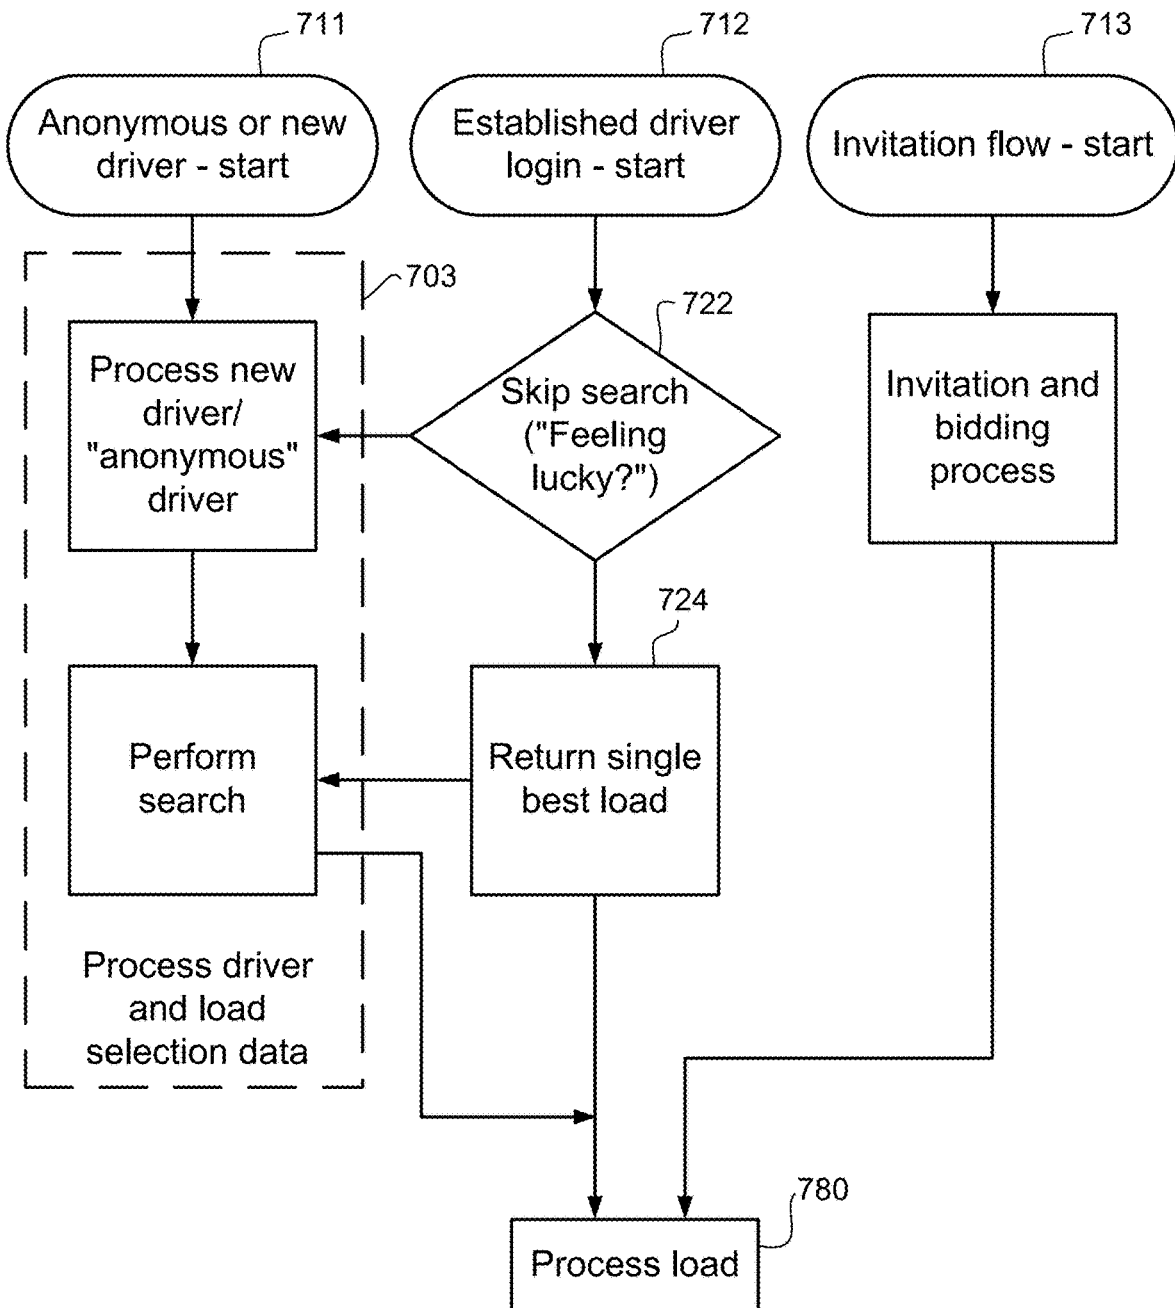 711
712
713
Anonymous or new
driver - start
Established driver
login - start
Invitation flow - start
703
722
Process new
driver/
"anonymous"
driver
Skip search
("Feeling
lucky?")
Invitation and
bidding
process
724
Perform
search
Return single
best load
Process driver
and load
selection data
780
Process load